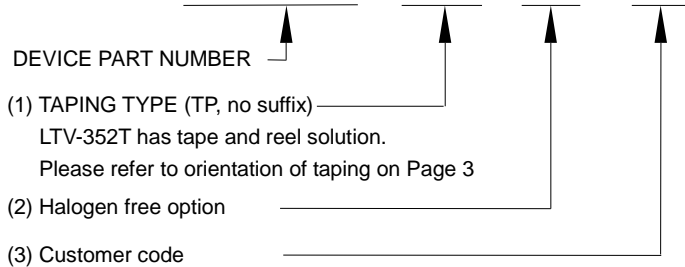 DEVICE PART NUMBER
(1) TAPING TYPE (TP, no suffix)
LTV-352T has tape and reel solution.
Please refer to orientation of taping on Page 3
(2) Halogen free option
(3) Customer code